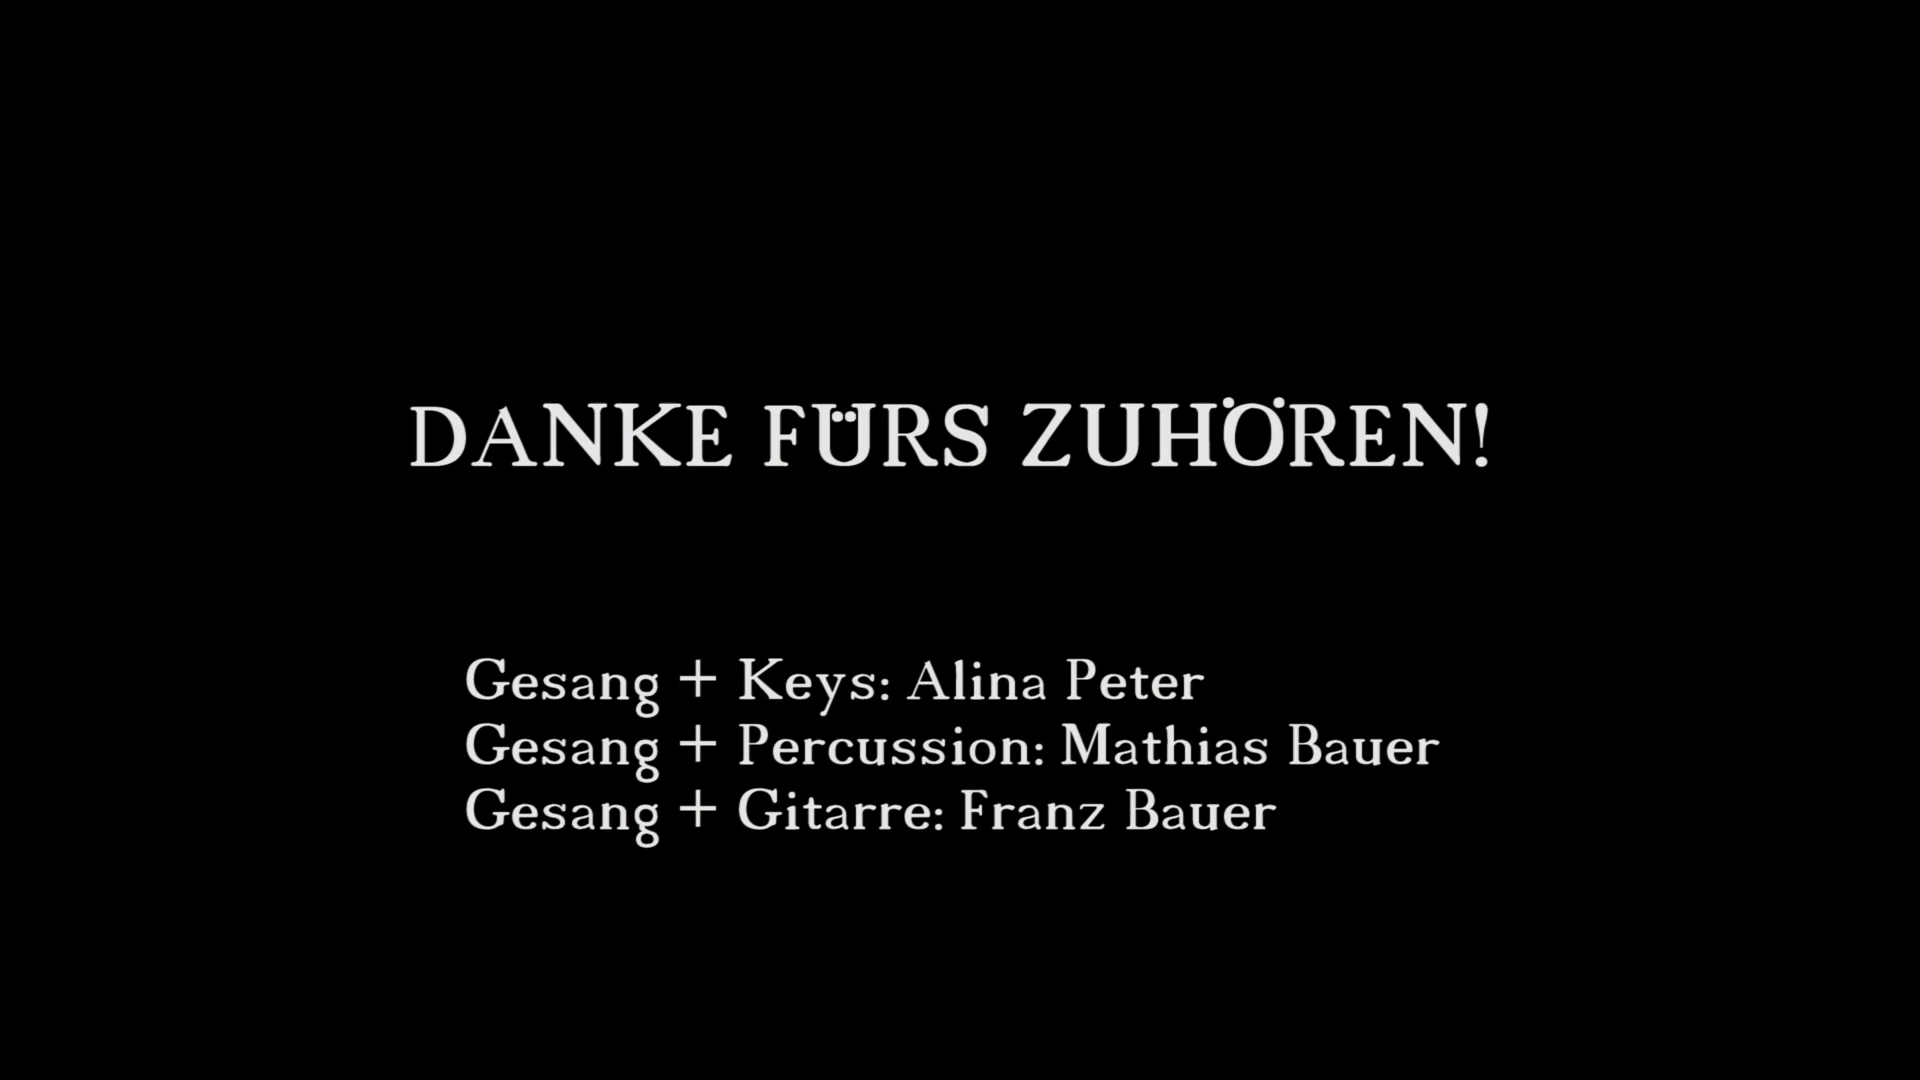 DANKE FÜRS ZUHÖREN!
Gesang + Keys: Alina Peter
Gesang + Percussion: Mathias Bauer
Gesang + Gitarre: Franz Bauer